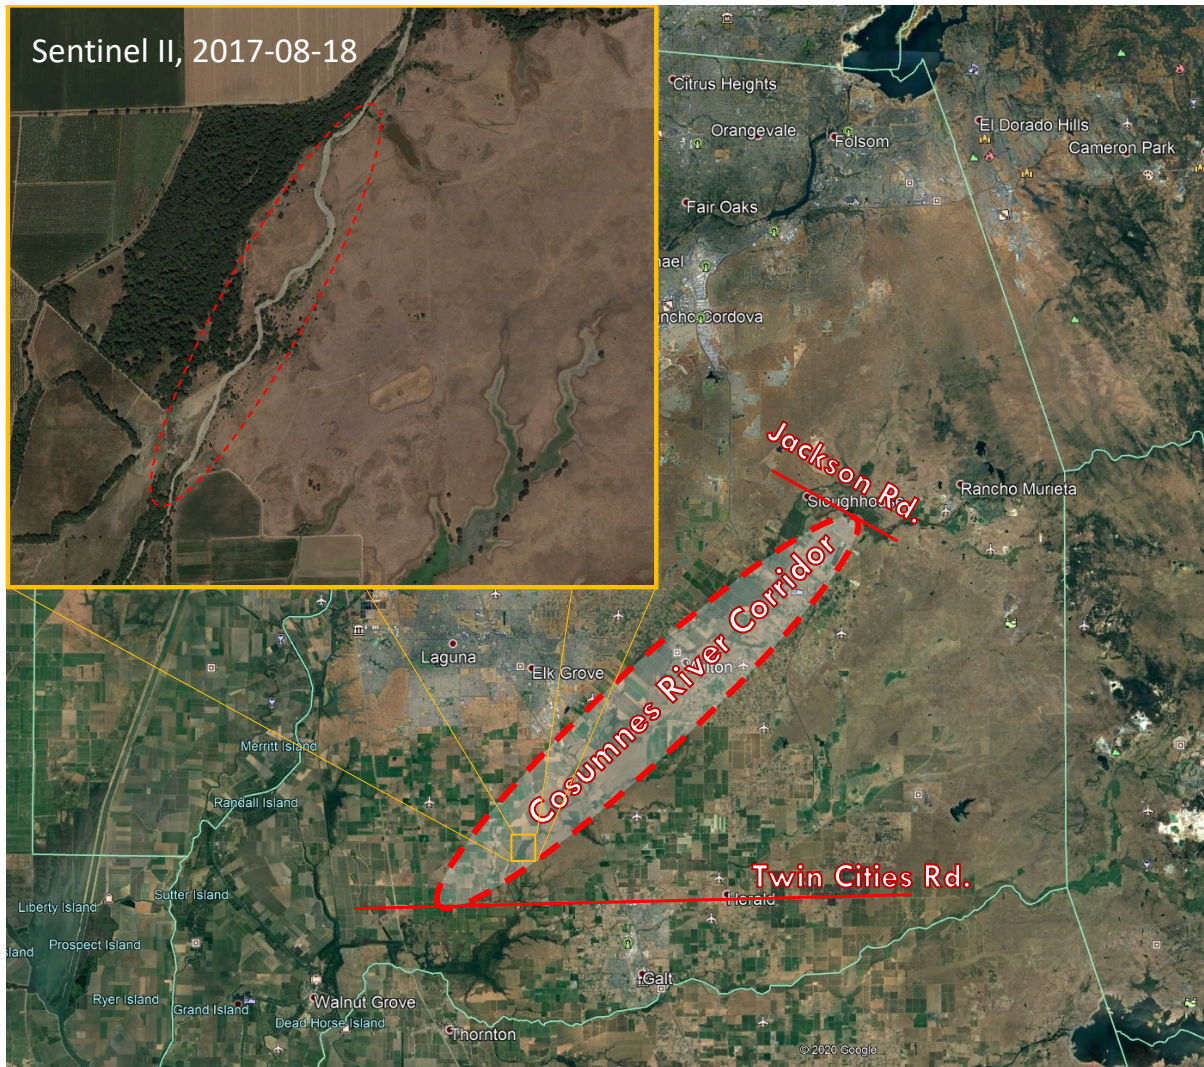 Sentinel II, 2017-08-18
Citrus Heights
Orangevale
Folsom
El Dorado Hills
Cameron Park
Fair Oaks
Jackson Rd.
Sloughhouse
Rancho Murieta
Cosumnes River Corridor
Laguna
Elk Grove
Merritt Island
Randall Island
Twin Cities Rd.
Herald
Sutter Island
Liberty Island
Prospect Island
Ryer Island
Grand Island
Walnut Grove
Dead Horse Island
Galt
Thornton
© 2020 Google